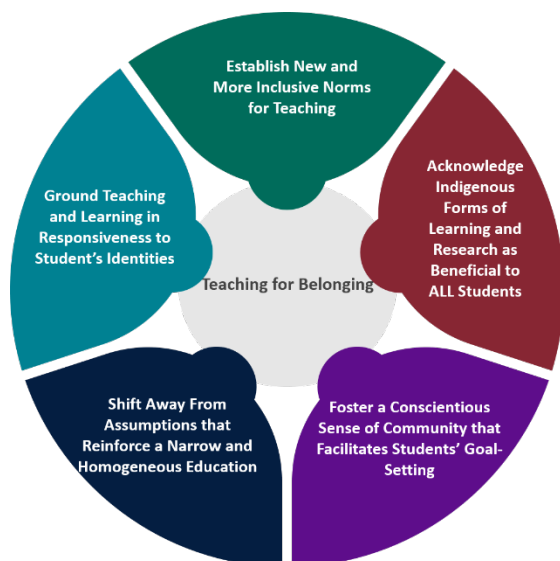 Establish New and
More Inclusive Norms
for Teaching
Acknowledge
Indigenous
Forms of
Learning and
Research as
Beneficial to
ALL Students
Foster a Conscientious
Sense of Community that
Facilitates Students' Goal-
Setting
Shift Away From
Assumptions that
Reinforce a Narrow and
Homogeneous Education
Ground Teaching
and Learning in
Responsiveness to
Student's Identities
Teaching for Belonging